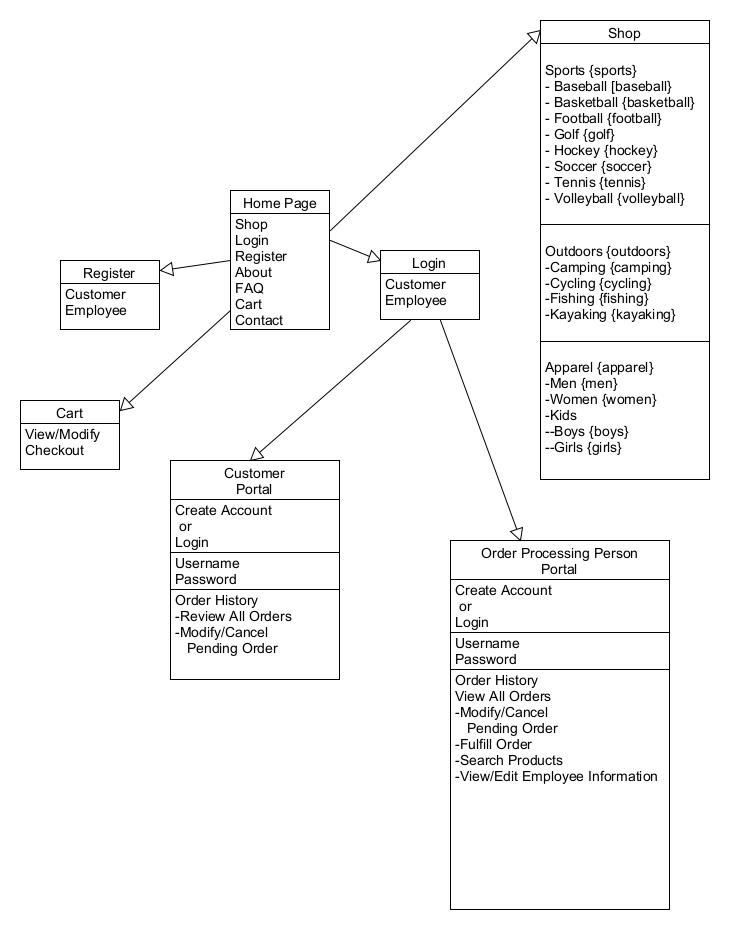 Shop
Sports {sports}
- Baseball [baseball}
- Basketball {basketball}
- Football {football}
- Golf {golf}
- Hockey {hockey}
- Soccer {soccer}
- Tennis {tennis}
- Volleyball {volleyball}
Outdoors {outdoors}
-Camping {camping}
-Cycling {cycling}
-Fishing {fishing}
-Kayaking {kayaking}
Apparel {apparel}
-Men {men}
-Women {women}
-Kids
--Boys {boys}
--Girls {girls}
Home Page
Shop
Login
Register
About
FAQ
Cart
Contact
Register
Customer
Employee
Login
Customer
Employee
Cart
View/Modify
Checkout
Customer
Portal
Create Account
or
Login
Username
Password
Order History
-Review All Orders
-Modify/Cancel
Pending Order
Order Processing Person
Portal
Create Account
or
Login
Username
Password
Order History
View All Orders
-Modify/Cancel
Pending Order
-Fulfill Order
-Search Products
-View/Edit Employee Information